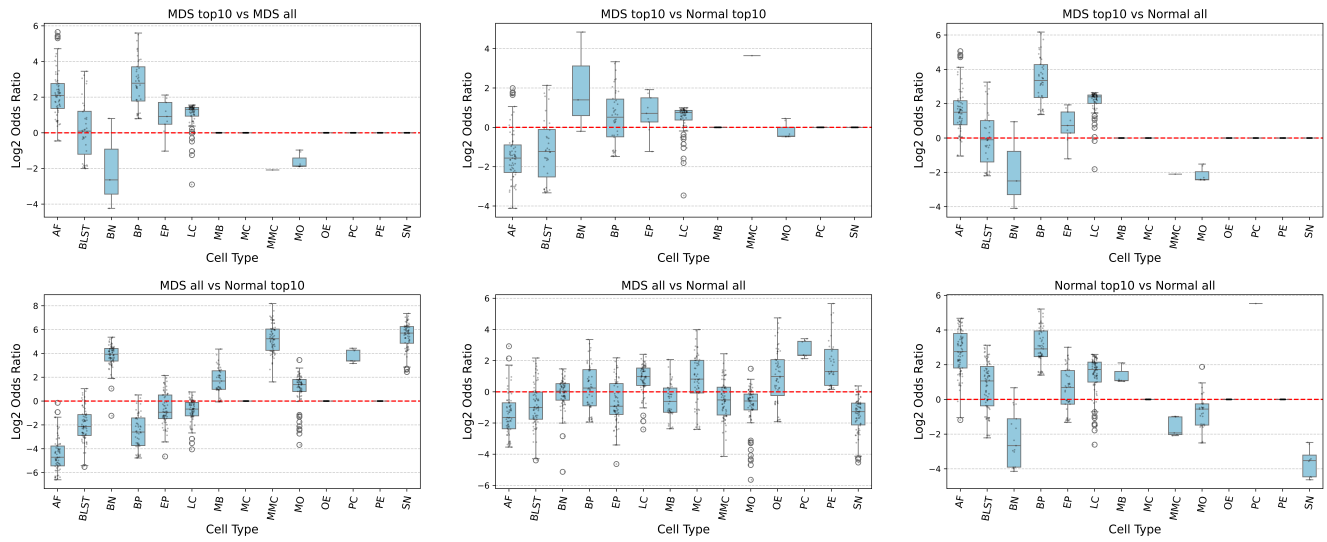 MDS top10 vs MDS all
Log2 Odds Ratio
6
4
2
0
−2
−4
AF BLST BN BP EP LC MB MC MMC MO OE PC PE SN
Cell Type
MDS top10 vs Normal top10
Log2 Odds Ratio
4
2
0
−2
−4
AF BLST BN BP EP LC MB MMC MO PC SN
Cell Type
MDS top10 vs Normal all
Log2 Odds Ratio
6
4
2
0
−2
−4
AF BLST BN BP EP LC MB MC MMC MO OE PC PE SN
Cell Type
MDS all vs Normal top10
Log2 Odds Ratio
8
6
4
2
0
−2
−4
−6
AF BLST BN BP EP LC MB MC MMC MO OE PC PE SN
Cell Type
MDS all vs Normal all
Log2 Odds Ratio
6
4
2
0
−2
−4
−6
AF BLST BN BP EP LC MB MC MMC MO OE PC PE SN
Cell Type
Normal top10 vs Normal all
Log2 Odds Ratio
6
4
2
0
−2
−4
AF BLST BN BP EP LC MB MC MMC MO OE PC PE SN
Cell Type